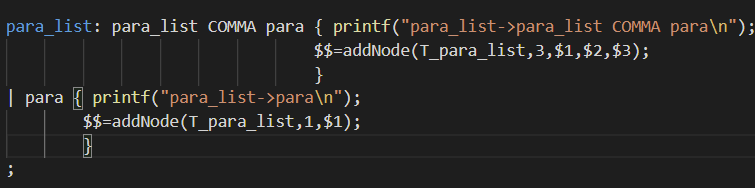 para_list: para_list COMMA para { printf("para_list->para_list COMMA para\n");
$$=addNode(T_para_list,3,$1,$2,$3);
}
| para { printf("para_list->para\n");
$$=addNode(T_para_list,1,$1);
}
;